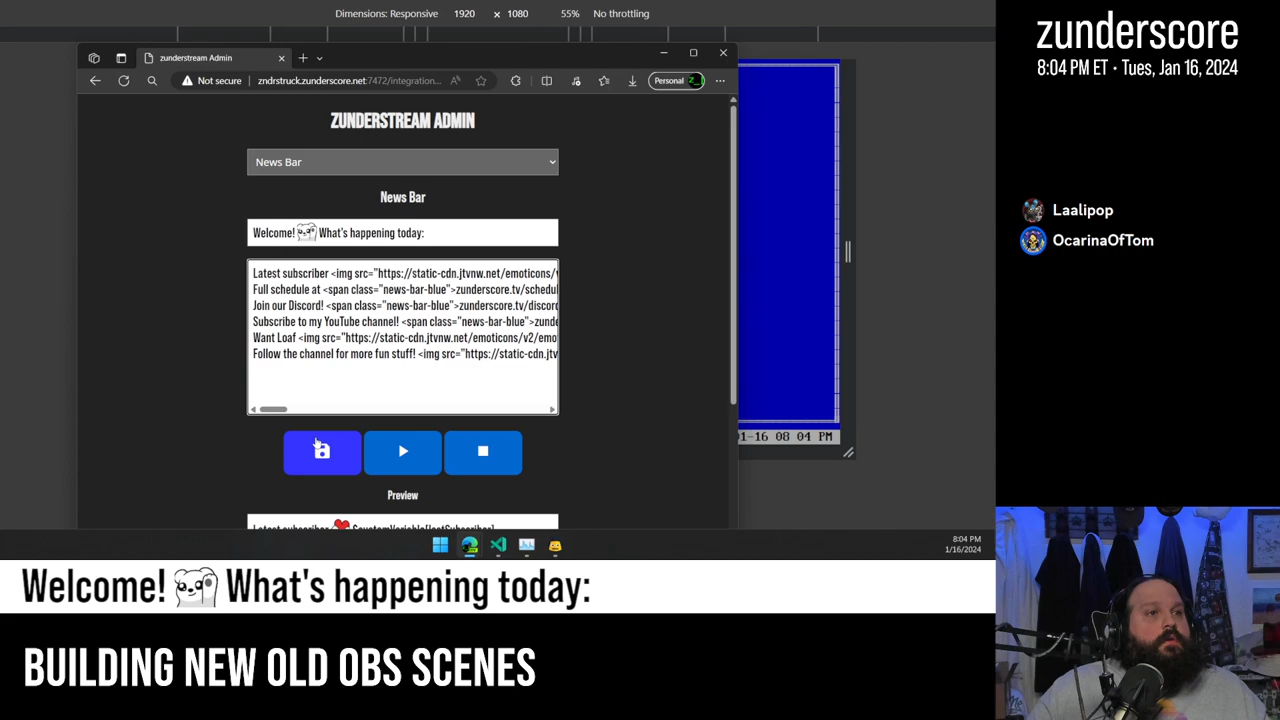 Dimensions: Responsive 1920 × 1080 55% No throttling
zunderstream Admin
Not secure zndrstruck.zunderscore.net:7472/integration... Personal
ZUNDERSTREAM ADMIN
News Bar
News Bar
Welcome! What's happening today:
Latest subscriber <img src="https://static-cdn.jtvnw.net/emoticons/
Full schedule at <span class="news-bar-blue">zunderscore.tv/schedul
Join our Discord! <span class="news-bar-blue">zunderscore.tv/discor
Subscribe to my YouTube channel! <span class="news-bar-blue">zunde
Want Loaf <img src="https://static-cdn.jtvnw.net/emoticons/v2/emo
Follow the channel for more fun stuff! <img src="https://static-cdn.jtv
Preview
Latest subscriber $customVariable[lastSubscriber]
01-16 08 04 PM
8:04 PM
1/16/2024
zunderscore
8:04 PM ET • Tues, Jan 16, 2024
Laalipop
OcarinaOfTom
Welcome! What's happening today:
BUILDING NEW OLD OBS SCENES